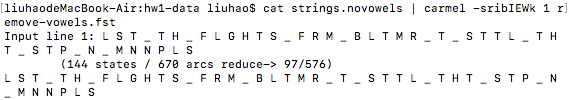 [liuhaodeMacBook-Air:hw1-data liuhao$ cat strings.novowels | carmel -sribIEWk 1 r]
emove-vowels.fst
Input line 1: L S T _ T H _ F L G H T S _ F R M _ B L T M R _ T _ S T T L _ T H
T _ S T P _ N _ M N N P L S
(144 states / 670 arcs reduce-> 97/576)
L S T _ T H _ F L G H T S _ F R M _ B L T M R _ T _ S T T L _ T H T _ S T P _ N
_ M N N P L S